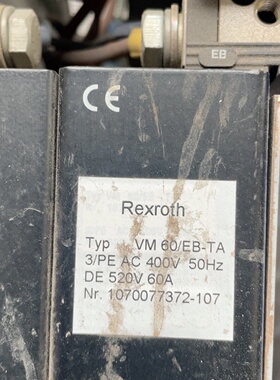 EB
CE
Rexroth
Typ VM 60/EB-TA
3/PE AC 400V 50Hz
DE 520V 60A
Nr. 1070077372-107